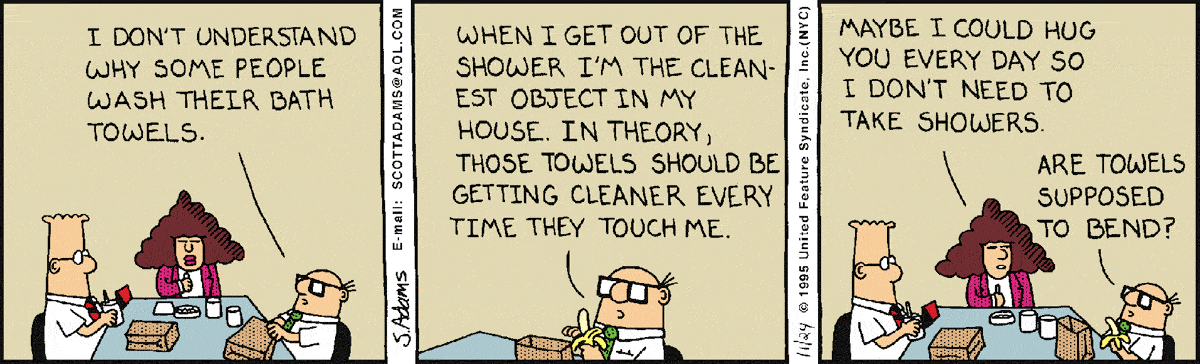 I DON'T UNDERSTAND
WHY SOME PEOPLE
WASH THEIR BATH
TOWELS.
S.Adams E-mail: SCOTTADAMS@AOL.COM
WHEN I GET OUT OF THE
SHOWER I'M THE CLEAN-
EST OBJECT IN MY
HOUSE. IN THEORY,
THOSE TOWELS SHOULD BE
GETTING CLEANER EVERY
TIME THEY TOUCH ME.
11/24 © 1995 United Feature Syndicate, Inc.(NYC)
MAYBE I COULD HUG
YOU EVERY DAY SO
I DON'T NEED TO
TAKE SHOWERS.
ARE TOWELS
SUPPOSED
TO BEND?